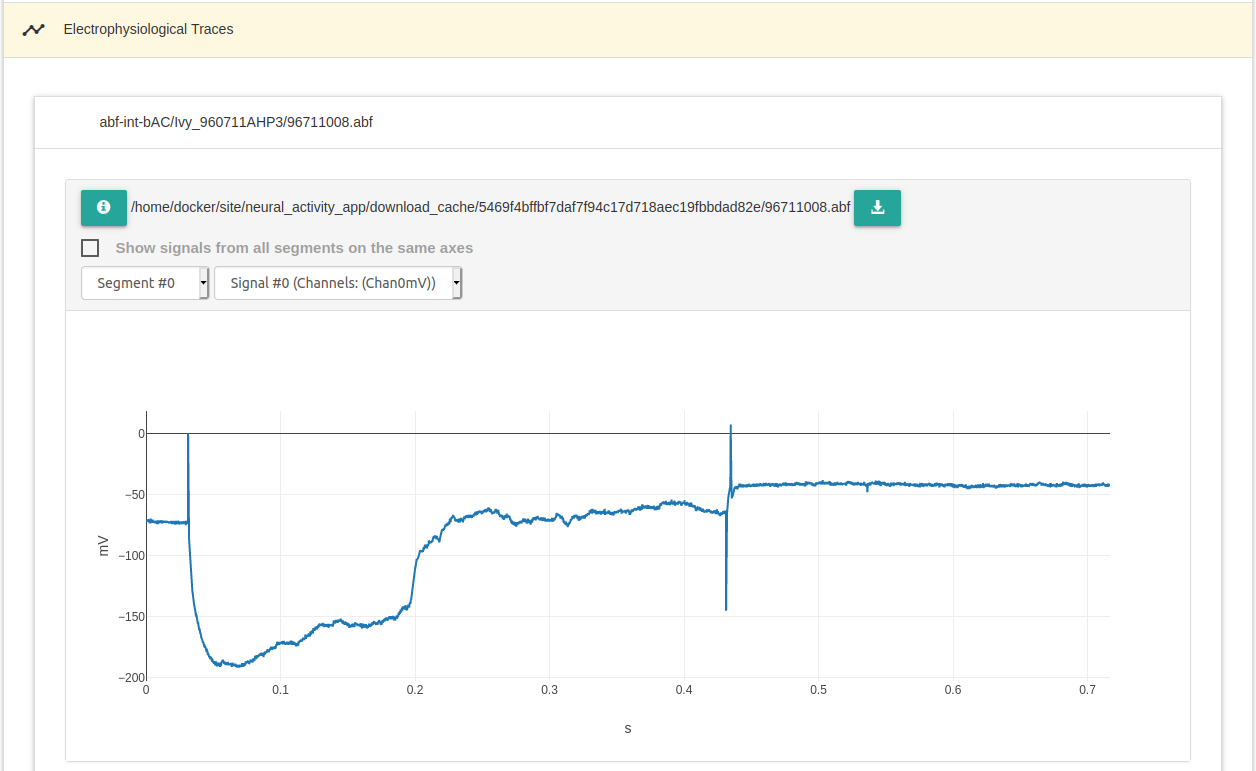 Electrophysiological Traces
abf-int-bAC/Ivy_960711AHP3/96711008.abf
/home/docker/site/neural_activity_app/download_cache/5469f4bffbf7daf7f94c17d718aec19fbbdad82e/96711008.abf
Show signals from all segments on the same axes
Segment #0 Signal #0 (Channels: (Chan0mV))
0
−50
−100
−150
−200
mV
0 0.1 0.2 0.3 0.4 0.5 0.6 0.7
s